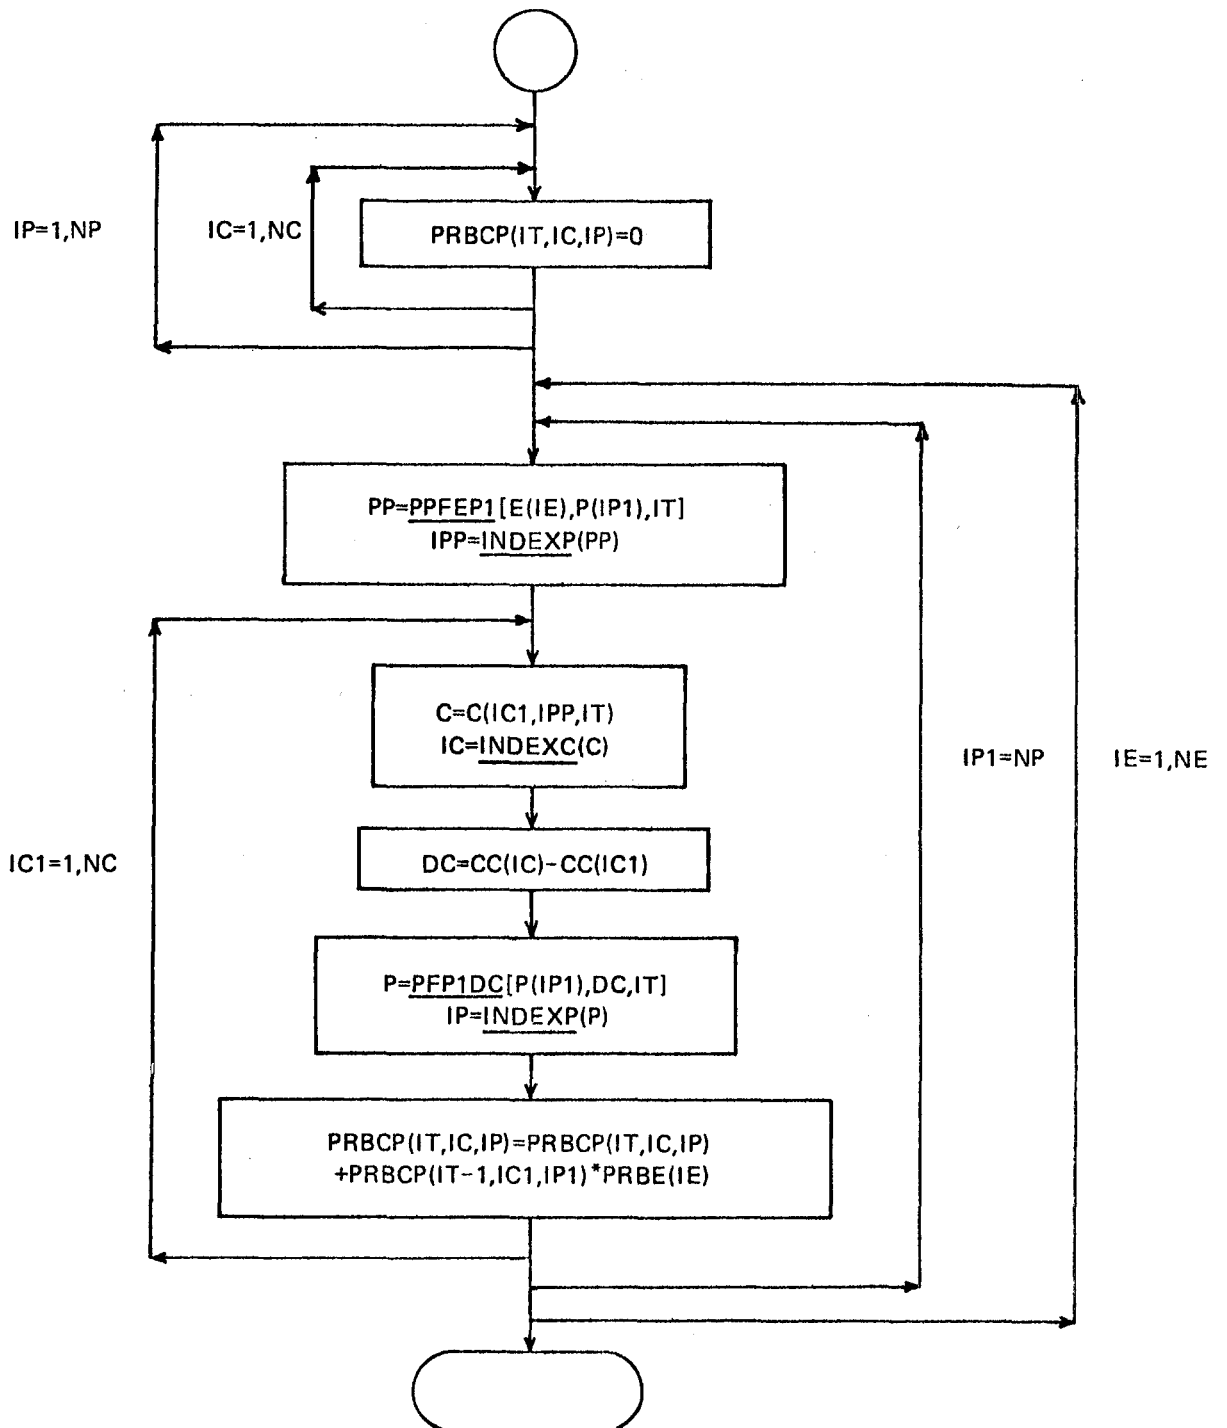 IP=1,NP
IC=1,NC
PRBCP(IT,IC,IP)=0
PP=PPFEP1[E(IE),P(IP1),IT]
IPP=INDEXP(PP)
C=C(IC1,IPP,IT)
IC=INDEXC(C)
IP1=NP
IE=1,NE
DC=CC(IC)-CC(IC1)
IC1=1,NC
P=PFP1DC[P(IP1),DC,IT]
IP=INDEXP(P)
PRBCP(IT,IC,IP)=PRBCP(IT,IC,IP)
+PRBCP(IT-1,IC1,IP1)*PRBE(IE)